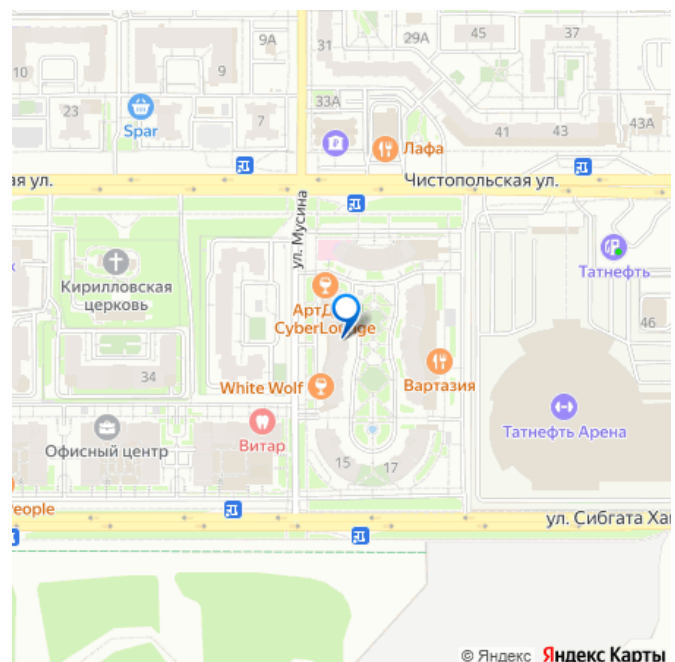 9А
31
29А
45
37
10
9
33А
23
Spar
7
Лафа
41
43
43А
ая ул.
Чистопольская ул.
ул. Мусина
Кирилловская
церковь
Татнефть
АртД
CyberLounge
46
34
White Wolf
Вартазия
Татнефть Арена
Офисный центр
Витар
15
17
People
ул. Сибгата Ха
© Яндекс Яндекс Карты